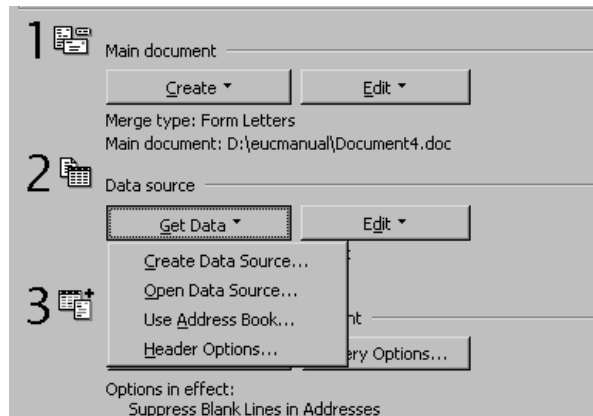 1
Main document
Create
Edit
Merge type: Form Letters
Main document: D:\eucmanual\Document4.doc
2
Data source
Get Data
Edit
Create Data Source...
Open Data Source...
Use Address Book...
Header Options...
3
ery Options...
Options in effect:
Suppress Blank Lines in Addresses